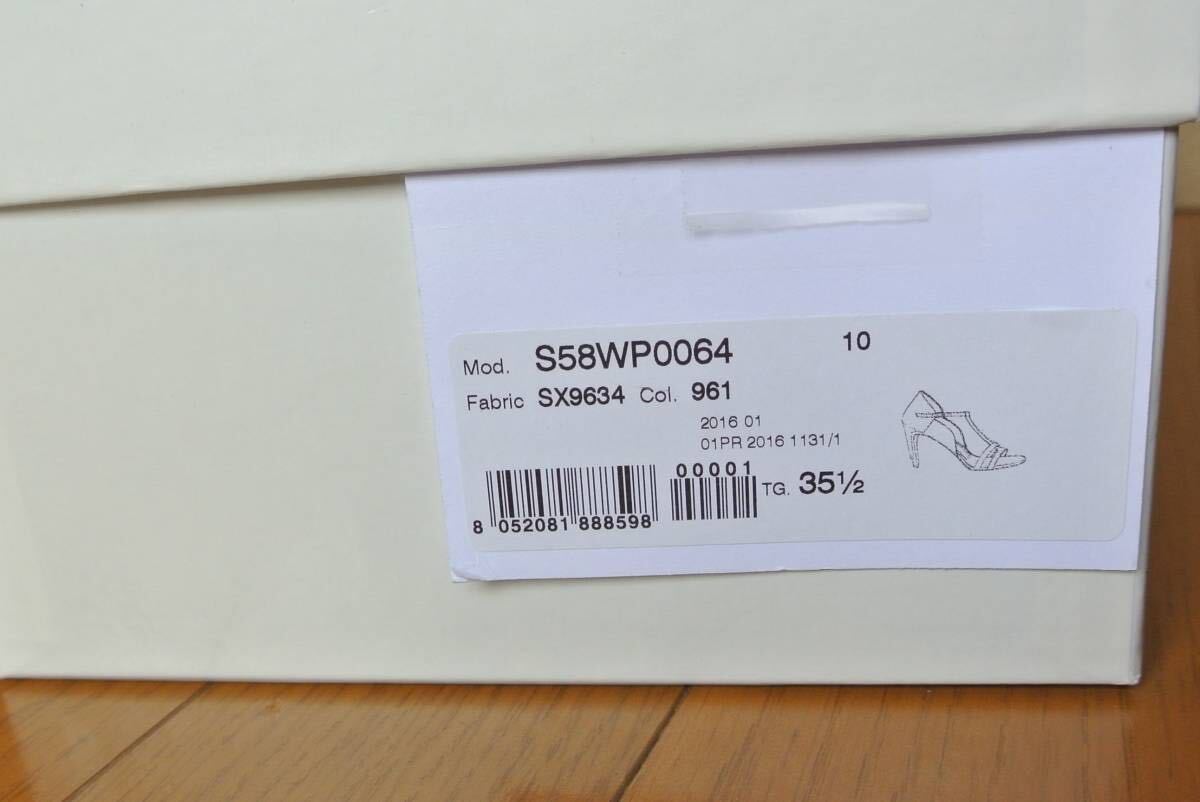 Mod. S58WP0064 10
Fabric SX9634 Col. 961
2016 01
01PR 2016 1131/1
00001
TG. 35½
8 052081 888598